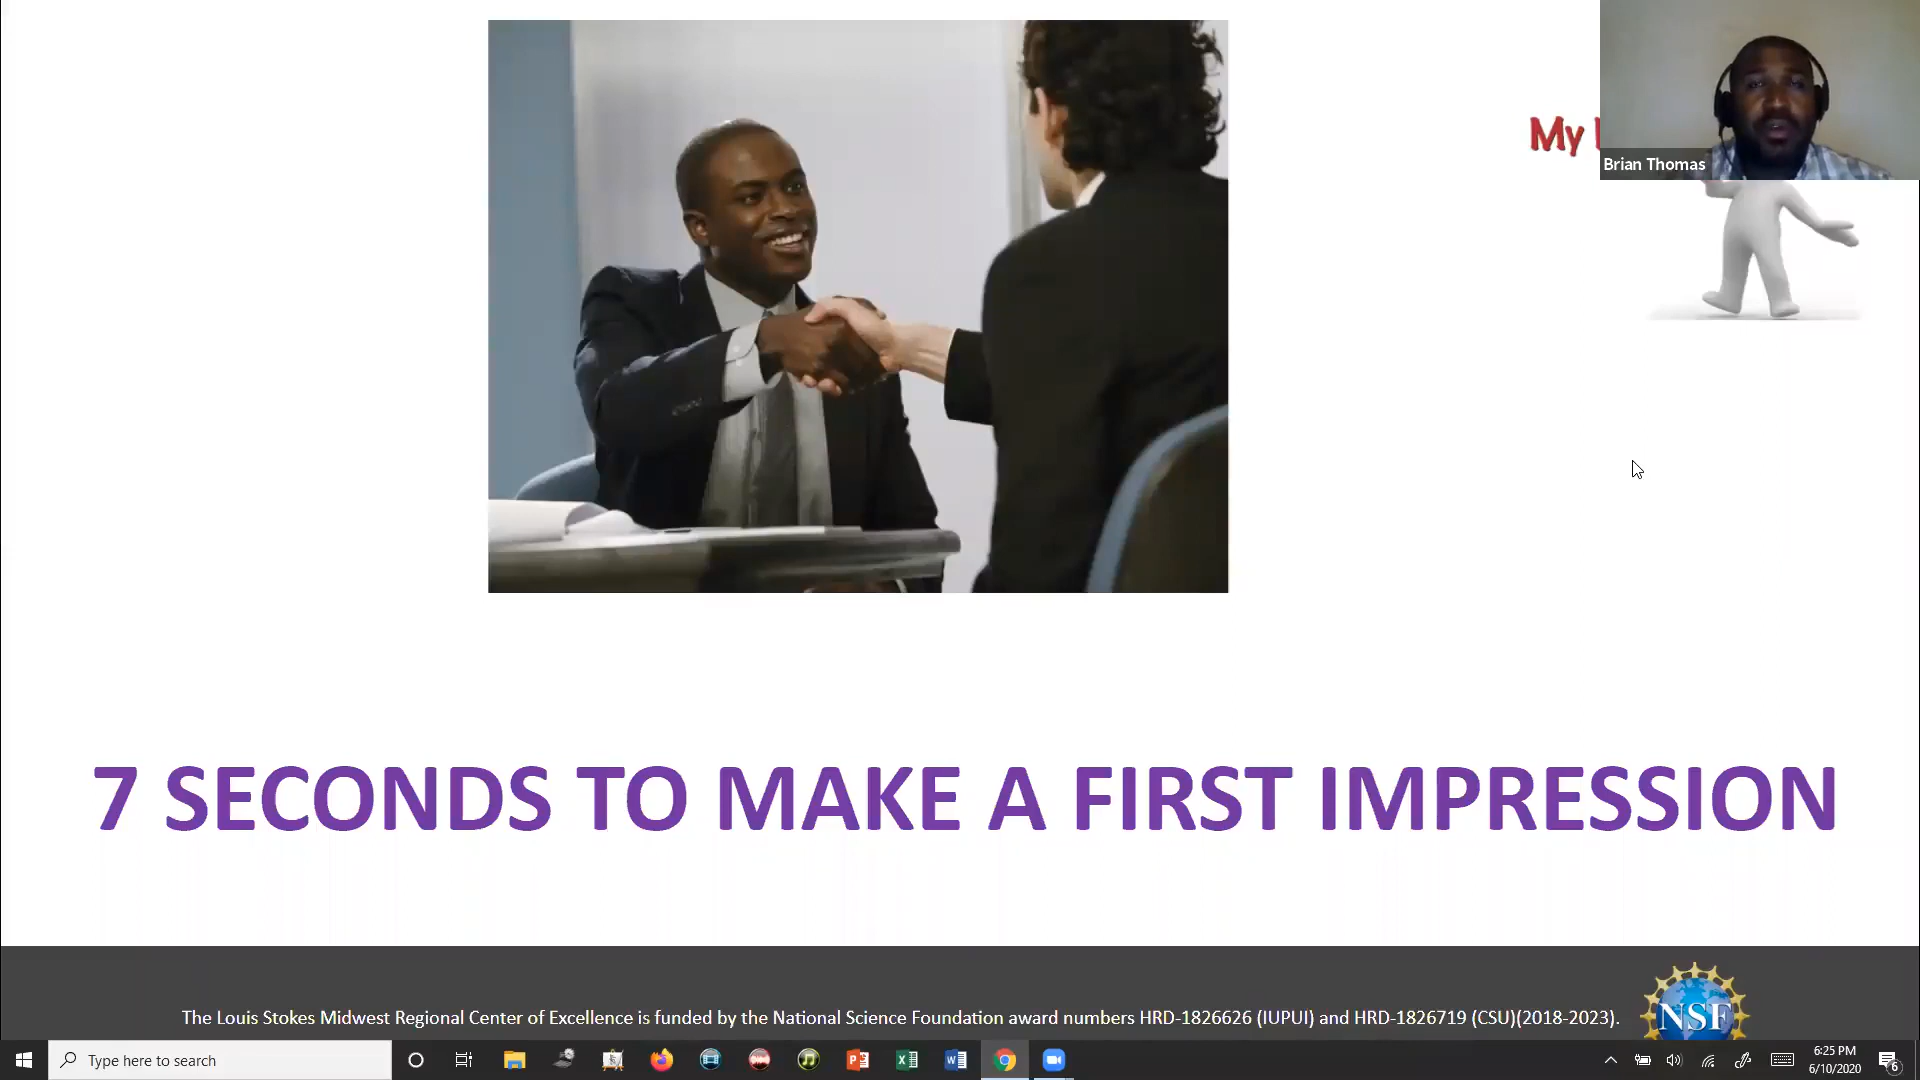 My
Brian Thomas
7 SECONDS TO MAKE A FIRST IMPRESSION
The Louis Stokes Midwest Regional Center of Excellence is funded by the National Science Foundation award numbers HRD-1826626 (IUPUI) and HRD-1826719 (CSU)(2018-2023).
NSF
Type here to search
6:25 PM
6/10/2020
6